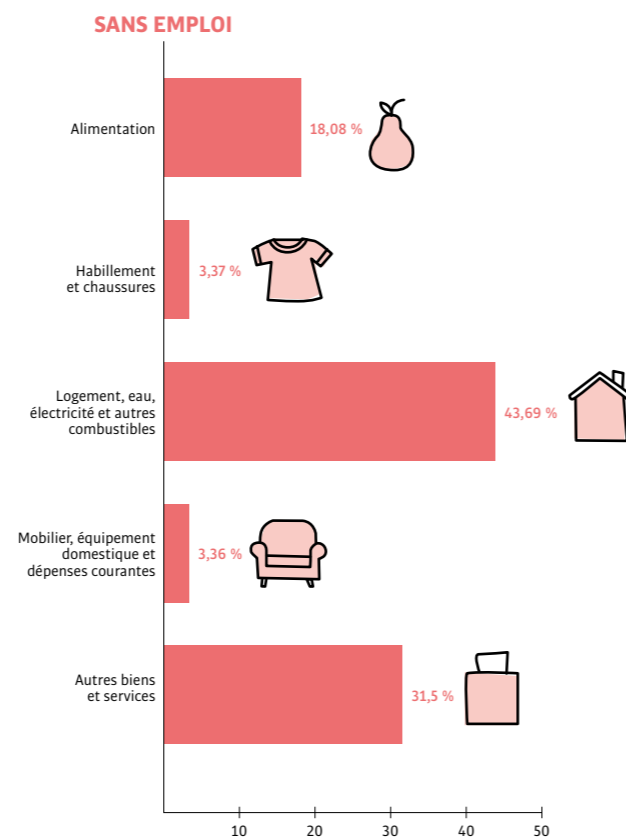 SANS EMPLOI
Alimentation
18,08 %
Habillement
et chaussures
3,37 %
Logement, eau,
électricité et autres
combustibles
43,69 %
Mobilier, équipement
domestique et
dépenses courantes
3,36 %
Autres biens
et services
31,5 %
10 20 30 40 50